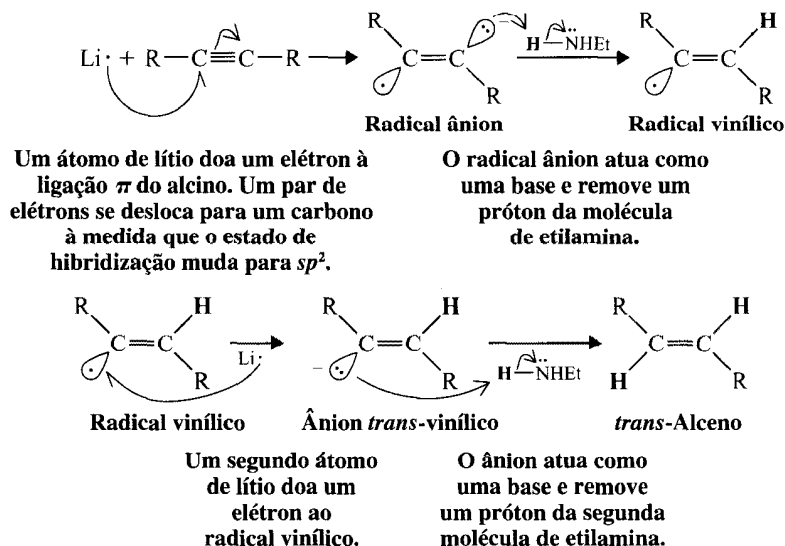 R R H
Li· + R—C≡C—R → C=C H—NHEt → C=C
R R
Radical ânion Radical vinílico
Um átomo de lítio doa um elétron à O radical ânion atua como
ligação π do alcino. Um par de uma base e remove um
elétrons se desloca para um carbono próton da molécula
à medida que o estado de de etilamina.
hibridização muda para sp².
R H R H R H
C=C → C=C → C=C
Li· H—NHEt
R R H R
Radical vinílico Ânion trans-vinílico trans-Alceno
Um segundo átomo O ânion atua como
de lítio doa um uma base e remove
elétron ao um próton da segunda
radical vinílico. molécula de etilamina.